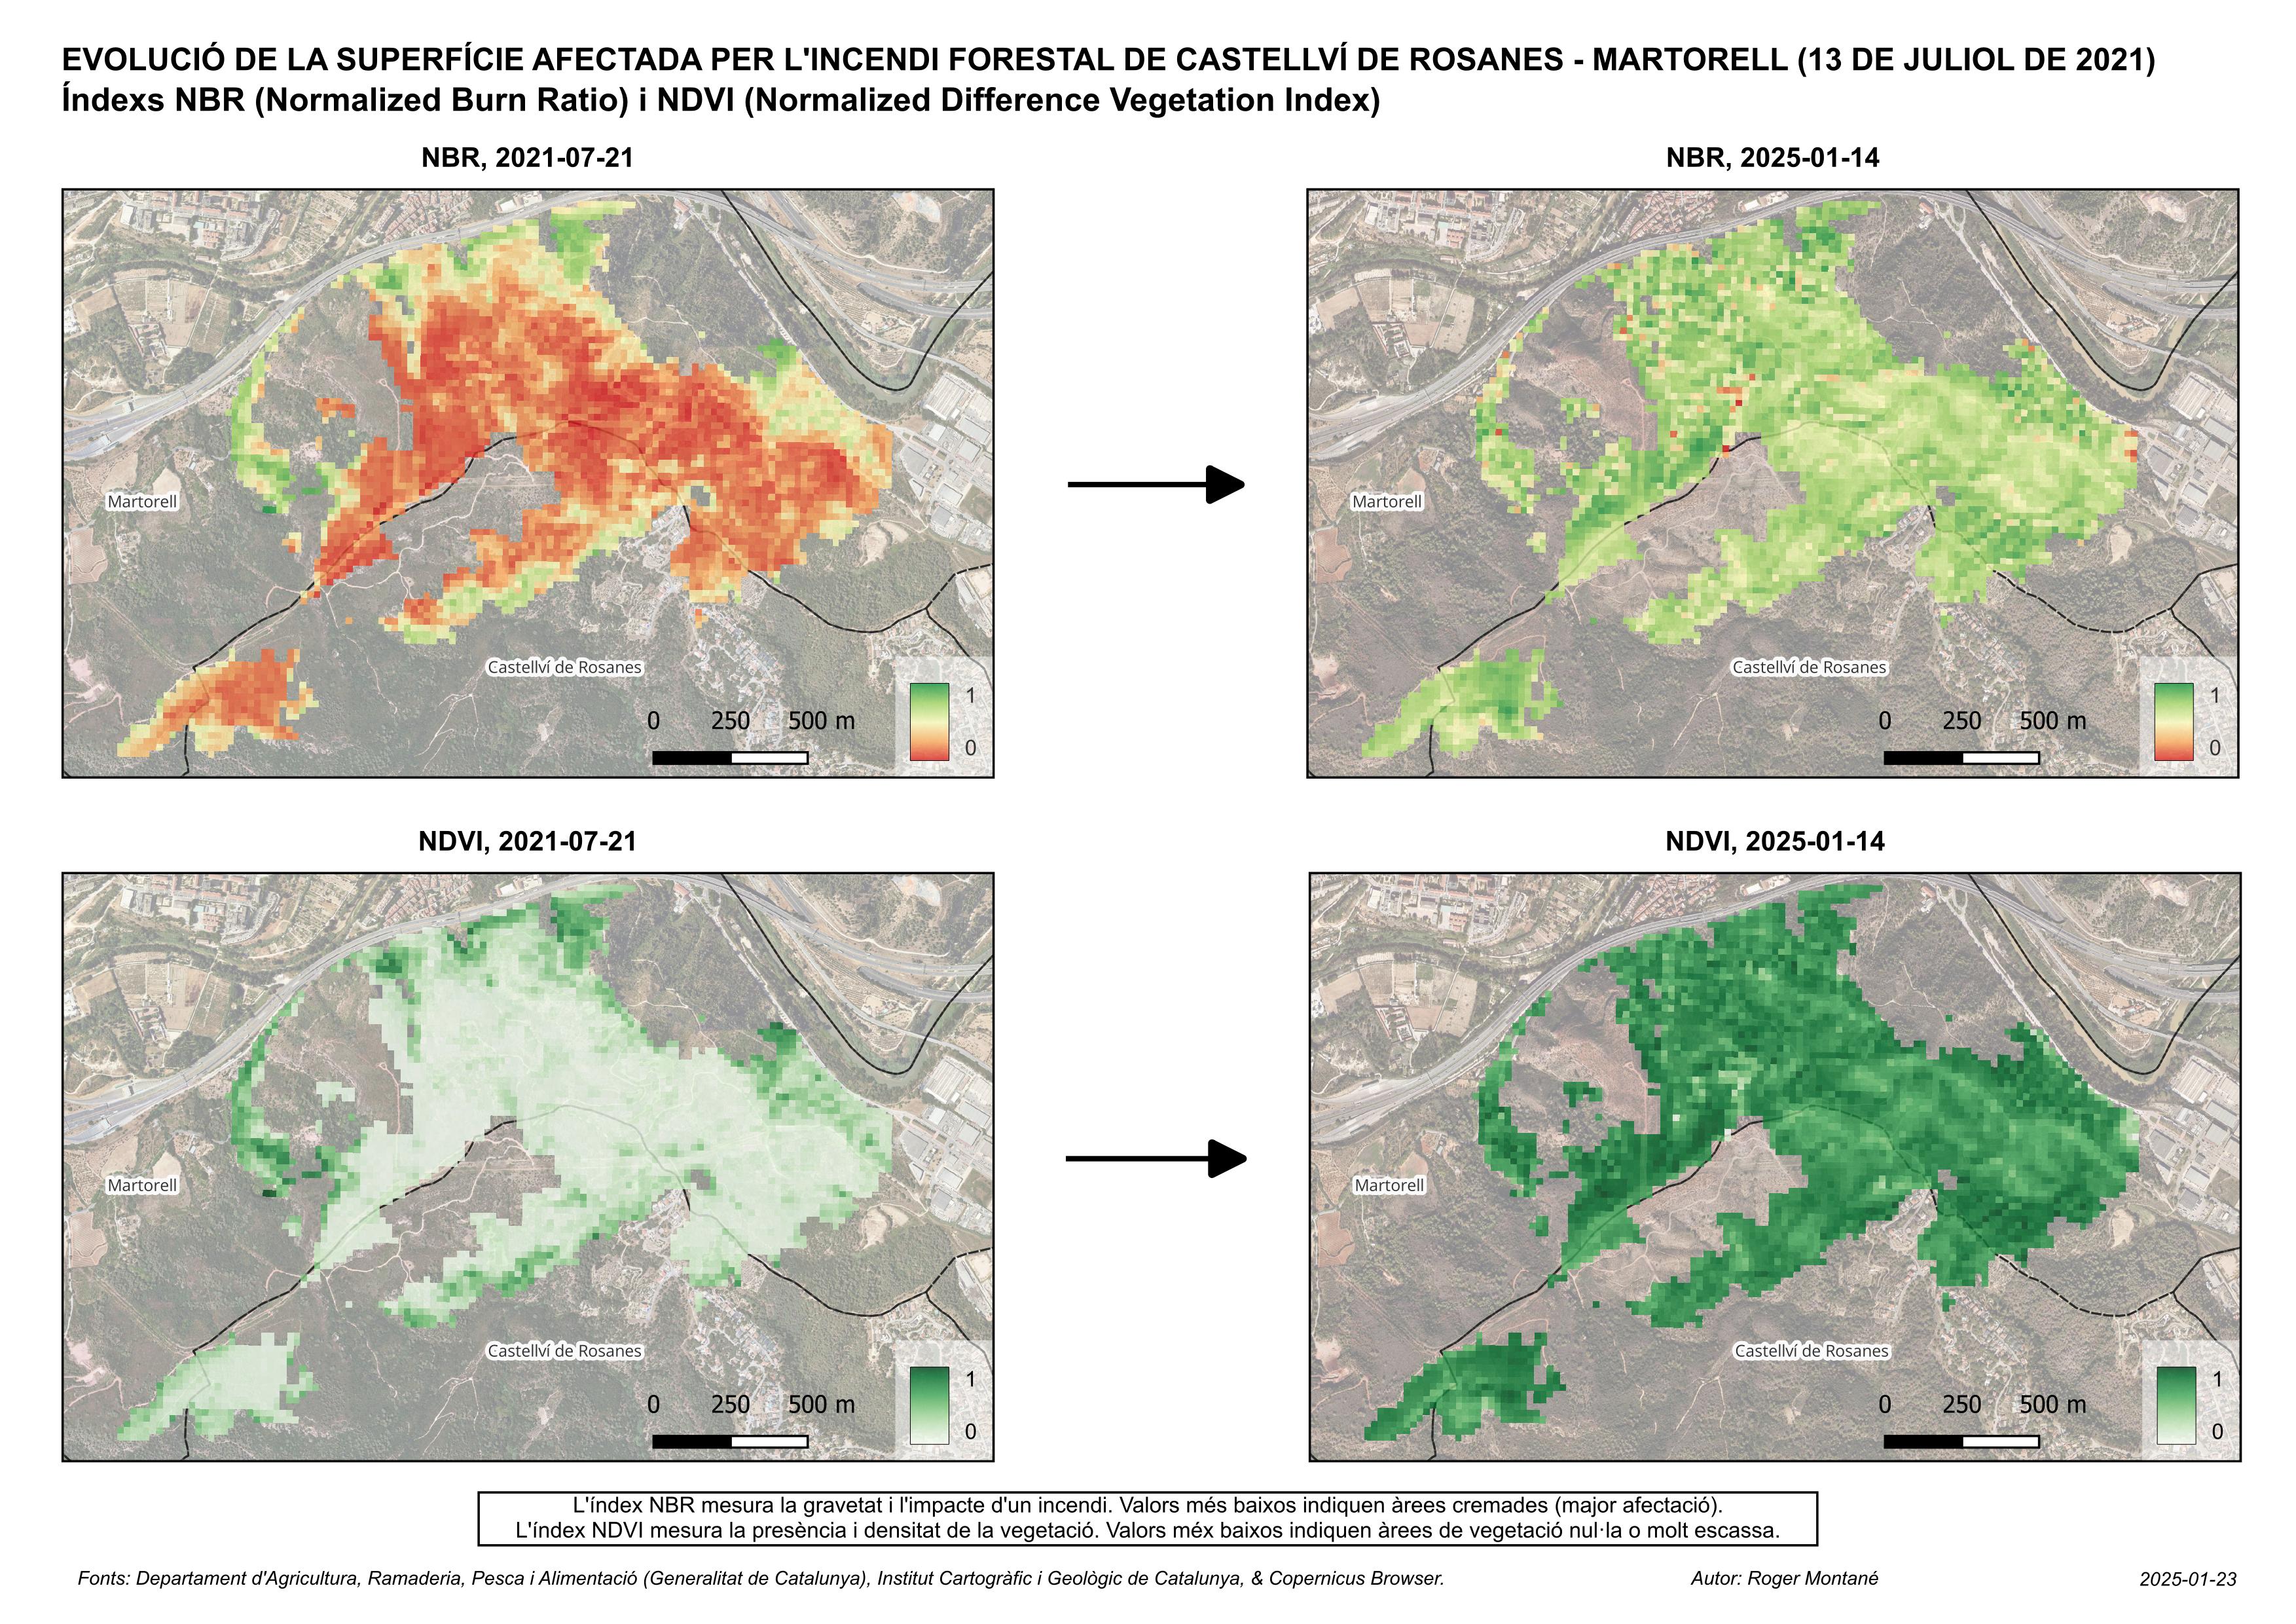 EVOLUCIÓ DE LA SUPERFÍCIE AFECTADA PER L'INCENDI FORESTAL DE CASTELLVÍ DE ROSANES - MARTORELL (13 DE JULIOL DE 2021)
Índexs NBR (Normalized Burn Ratio) i NDVI (Normalized Difference Vegetation Index)
NBR, 2021-07-21
Martorell
Castellví de Rosanes
0 250 500 m
1
0
NBR, 2025-01-14
Martorell
Castellví de Rosanes
0 250 500 m
1
0
NDVI, 2021-07-21
Martorell
Castellví de Rosanes
0 250 500 m
1
0
NDVI, 2025-01-14
Martorell
Castellví de Rosanes
0 250 500 m
1
0
L'índex NBR mesura la gravetat i l'impacte d'un incendi. Valors més baixos indiquen àrees cremades (major afectació).
L'índex NDVI mesura la presència i densitat de la vegetació. Valors méx baixos indiquen àrees de vegetació nul·la o molt escassa.
Fonts: Departament d'Agricultura, Ramaderia, Pesca i Alimentació (Generalitat de Catalunya), Institut Cartogràfic i Geològic de Catalunya, & Copernicus Browser.
Autor: Roger Montané
2025-01-23